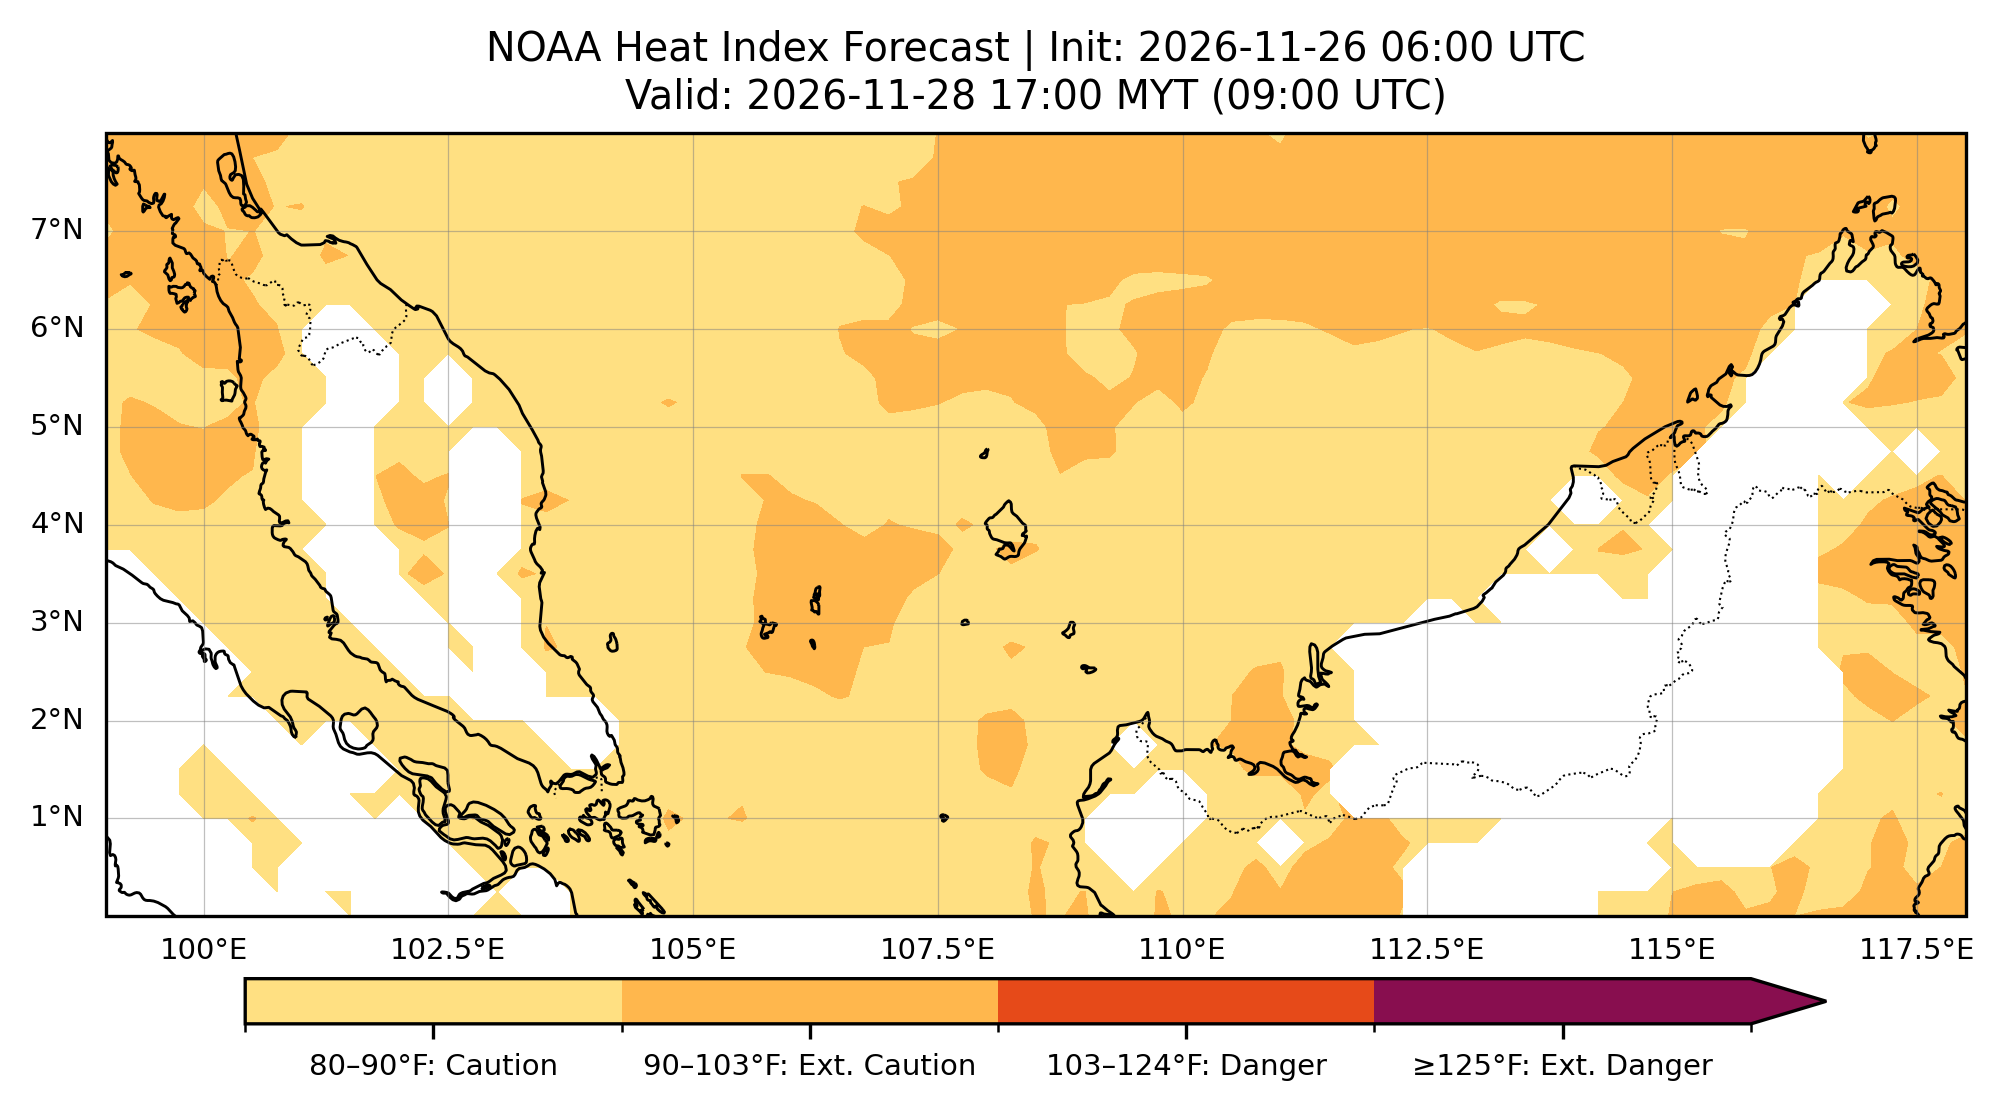 NOAA Heat Index Forecast | Init: 2026-11-26 06:00 UTC
Valid: 2026-11-28 17:00 MYT (09:00 UTC)
7°N
6°N
5°N
4°N
3°N
2°N
1°N
100°E 102.5°E 105°E 107.5°E 110°E 112.5°E 115°E 117.5°E
80–90°F: Caution 90–103°F: Ext. Caution 103–124°F: Danger ≥125°F: Ext. Danger